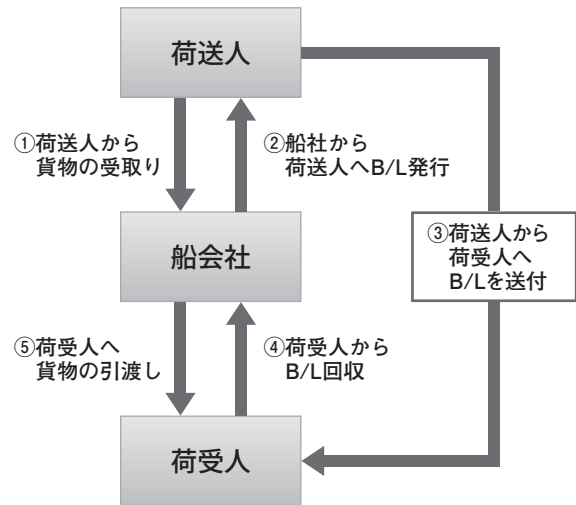 荷送人
①荷送人から
貨物の受取り
②船社から
荷送人へB/L発行
③荷送人から
荷受人へ
B/Lを送付
船会社
⑤荷受人へ
貨物の引渡し
④荷受人から
B/L回収
荷受人